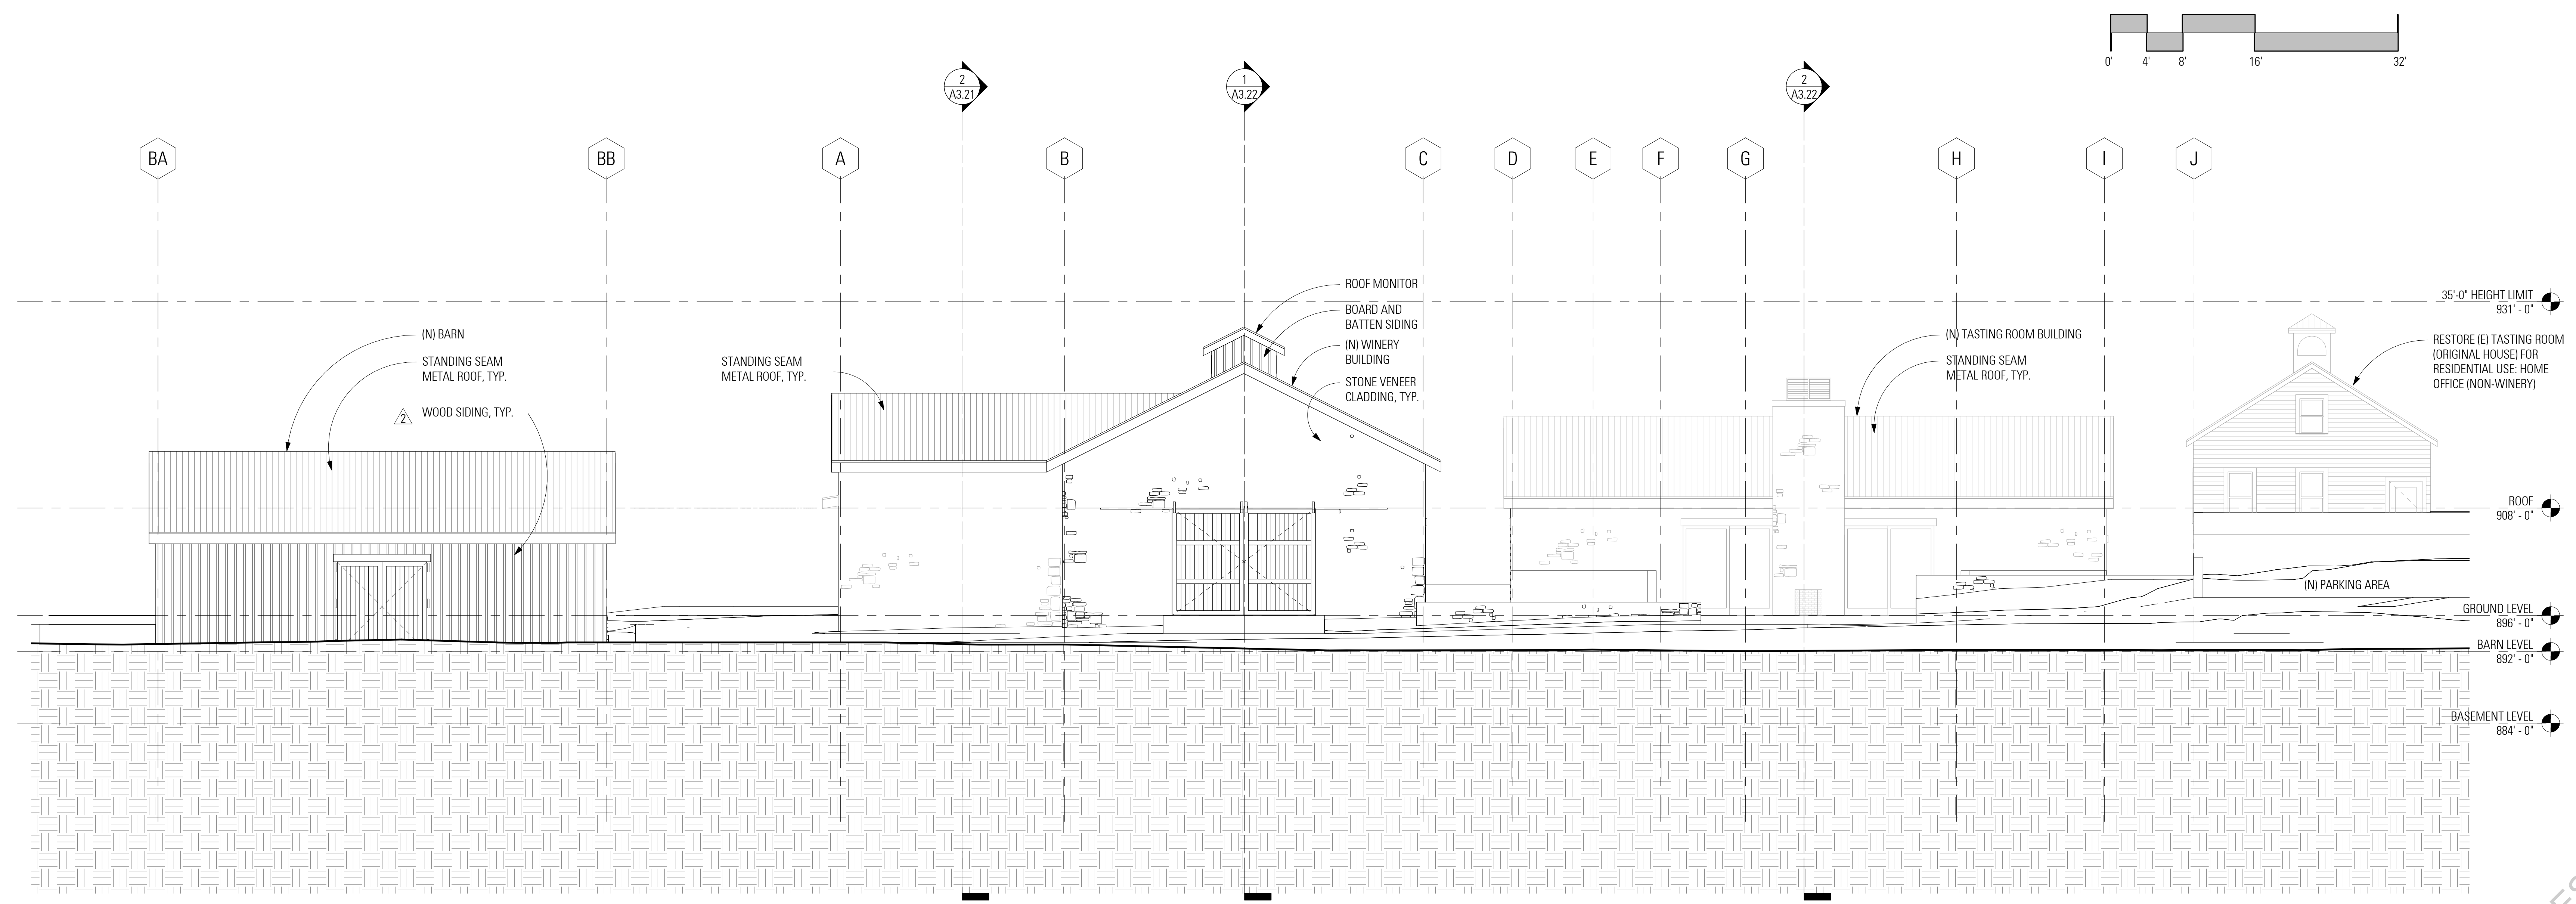 0' 4' 8' 16' 32'
2
A3.21
1
A3.22
2
A3.22
BA
BB
A
B
C
D
E
F
G
H
I
J
ROOF MONITOR
BOARD AND
BATTEN SIDING
(N) WINERY
BUILDING
STONE VENEER
CLADDING, TYP.
(N) BARN
STANDING SEAM
METAL ROOF, TYP.
2
WOOD SIDING, TYP.
STANDING SEAM
METAL ROOF, TYP.
(N) TASTING ROOM BUILDING
STANDING SEAM
METAL ROOF, TYP.
35'-0" HEIGHT LIMIT
931' - 0"
RESTORE (E) TASTING ROOM
(ORIGINAL HOUSE) FOR
RESIDENTIAL USE: HOME
OFFICE (NON-WINERY)
ROOF
908' - 0"
(N) PARKING AREA
GROUND LEVEL
896' - 0"
BARN LEVEL
892' - 0"
BASEMENT LEVEL
884' - 0"